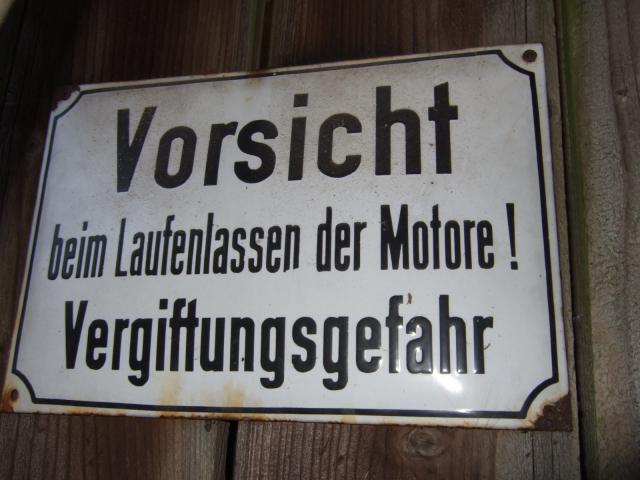 Vorsicht
beim Laufenlassen der Motore!
Vergiftungsgefahr